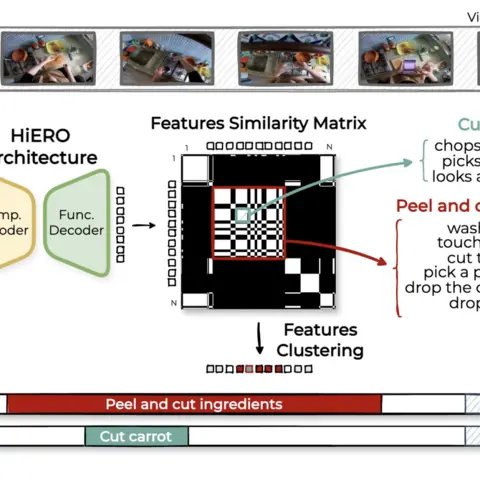 Vi
HiERO
rchitecture
mp.
oder
Func.
Decoder
Features Similarity Matrix
1
N
1
N
Cu
chops
picks
looks a
Peel and c
wash
touch
cut t
pick a p
drop the c
drop
Features
Clustering
Peel and cut ingredients
Cut carrot